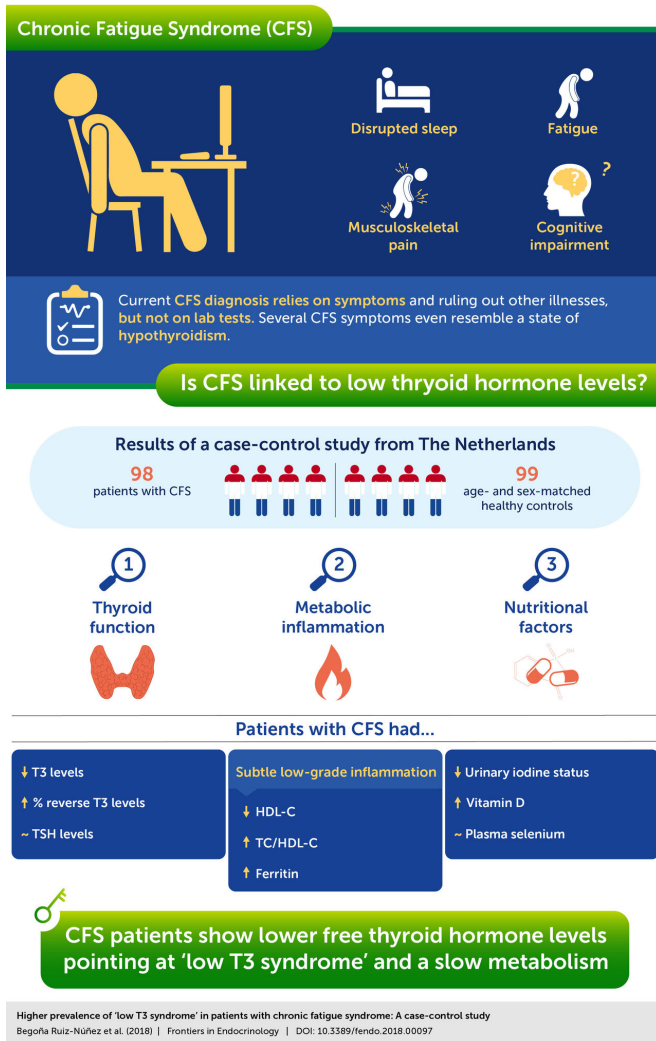 Chronic Fatigue Syndrome (CFS)
Disrupted sleep
Fatigue
?
?
Musculoskeletal
pain
Cognitive
impairment
Current CFS diagnosis relies on symptoms and ruling out other illnesses,
but not on lab tests. Several CFS symptoms even resemble a state of
hypothyroidism.
Is CFS linked to low thryoid hormone levels?
Results of a case-control study from The Netherlands
98
patients with CFS
99
age- and sex-matched
healthy controls
1
Thyroid
function
2
Metabolic
inflammation
3
Nutritional
factors
Patients with CFS had...
↓ T3 levels
↑ % reverse T3 levels
~ TSH levels
Subtle low-grade inflammation
↓ HDL-C
↑ TC/HDL-C
↑ Ferritin
↓ Urinary iodine status
↑ Vitamin D
~ Plasma selenium
CFS patients show lower free thyroid hormone levels
pointing at ‘low T3 syndrome’ and a slow metabolism
Higher prevalence of ‘low T3 syndrome’ in patients with chronic fatigue syndrome: A case-control study
Begoña Ruiz-Núñez et al. (2018) | Frontiers in Endocrinology | DOI: 10.3389/fendo.2018.00097